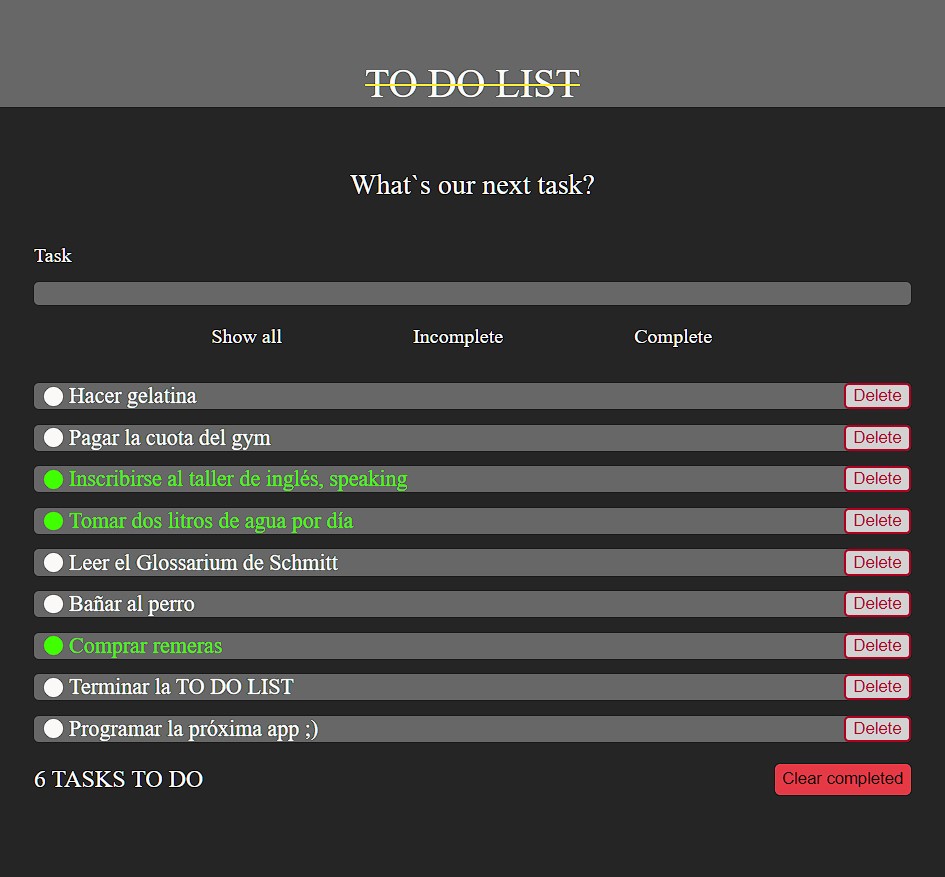 TO DO LIST
What`s our next task?
Task
Show all Incomplete Complete
Hacer gelatina Delete
Pagar la cuota del gym Delete
Inscribirse al taller de inglés, speaking Delete
Tomar dos litros de agua por día Delete
Leer el Glossarium de Schmitt Delete
Bañar al perro Delete
Comprar remeras Delete
Terminar la TO DO LIST Delete
Programar la próxima app ;) Delete
6 TASKS TO DO Clear completed